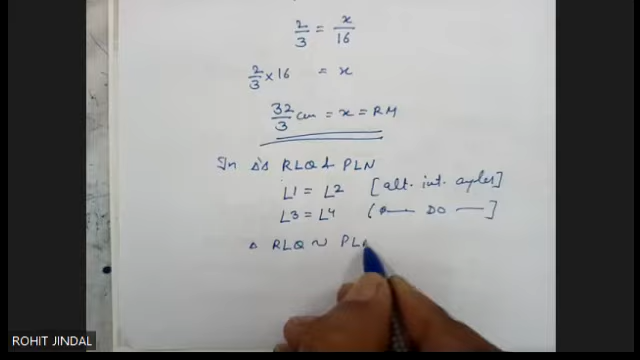 2/3 = x/16
2/3 × 16 = x
32/3 cm = x = RM
In Δs RLQ & PLN
∠1 = ∠2 [alt. int. angles]
∠3 = ∠4 (—— DO ——]
Δ RLQ ~ PL
ROHIT JINDAL